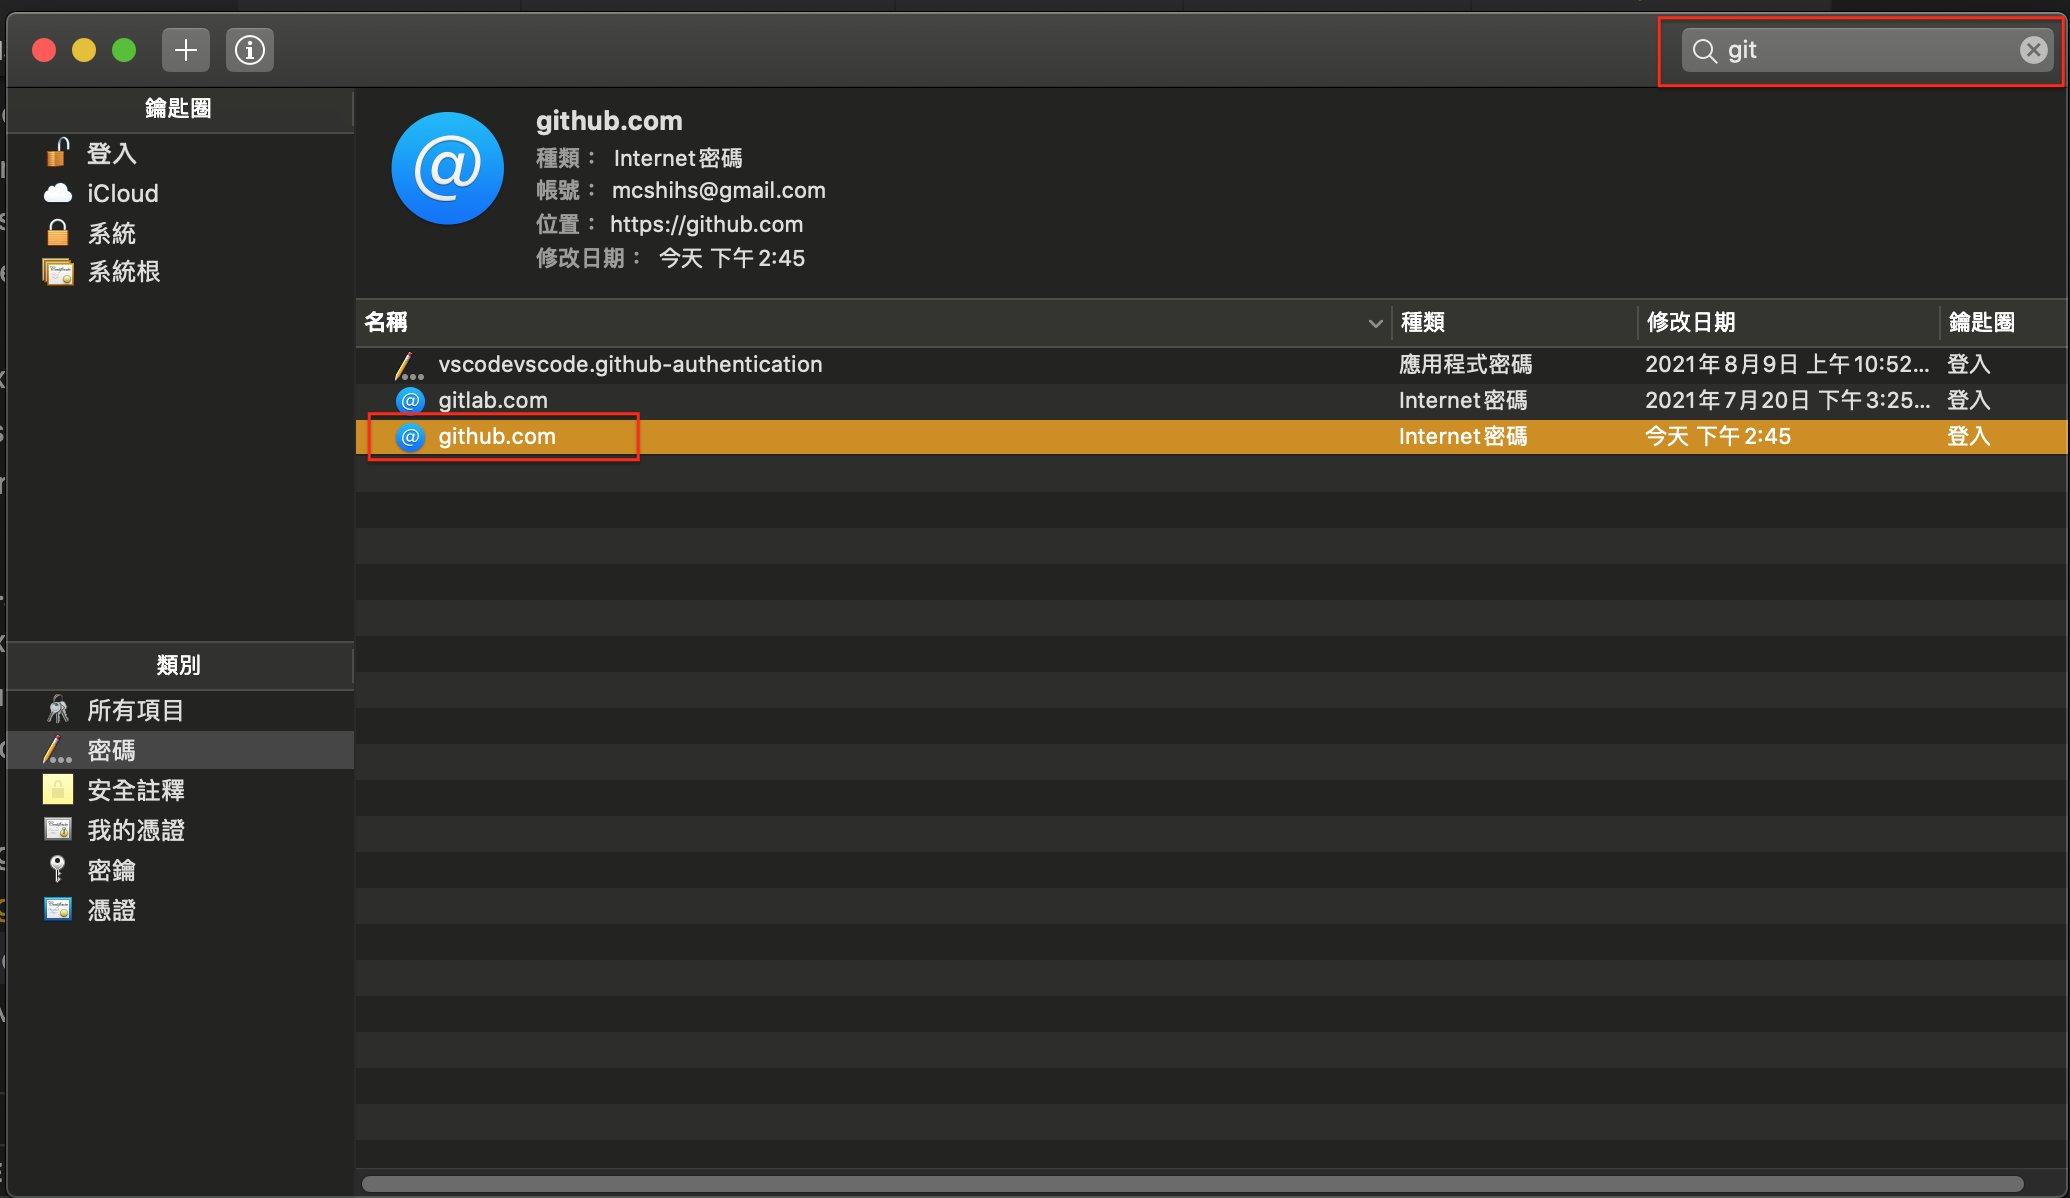 git
鑰匙圈
登入
iCloud
系統
系統根
github.com
種類： Internet密碼
帳號： mcshihs@gmail.com
位置： https://github.com
修改日期： 今天 下午2:45
名稱 種類 修改日期 鑰匙圈
vscodevscode.github-authentication 應用程式密碼 2021年8月9日 上午10:52... 登入
gitlab.com Internet密碼 2021年7月20日 下午3:25... 登入
github.com Internet密碼 今天 下午2:45 登入
類別
所有項目
密碼
安全註釋
我的憑證
密鑰
憑證